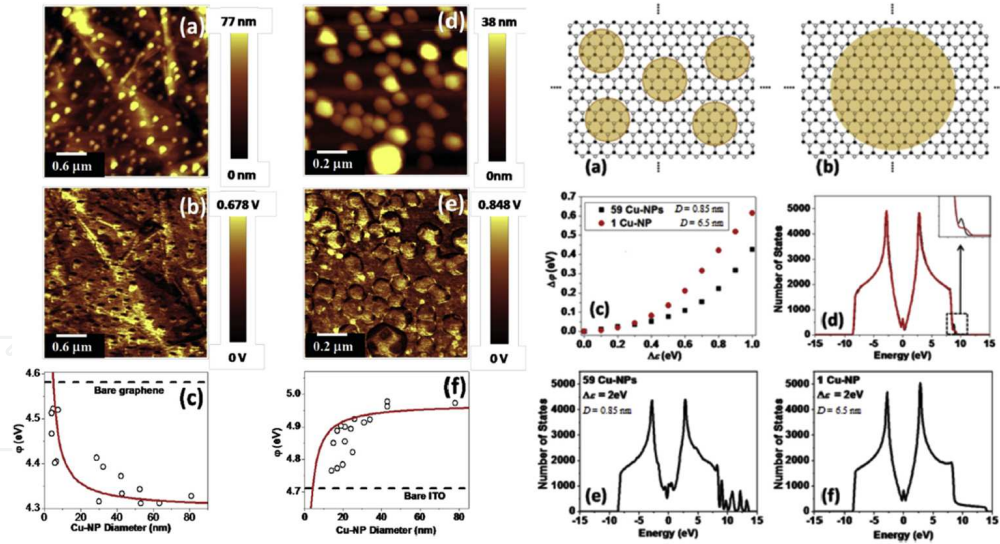 (a)
77 nm
0 nm
0.6 µm
(d)
38 nm
0nm
0.2 µm
(b)
0.678 V
0 V
0.6 µm
(e)
0.848 V
0 V
0.2 µm
4.6
4.5
4.4
4.3
φ (eV)
Bare graphene
(c)
0 20 40 60 80
Cu-NP Diameter (nm)
5.0
4.9
4.8
4.7
φ (eV)
(f)
Bare ITO
0 20 40 60 80
Cu-NP Diameter (nm)
(a)
(b)
0.7
0.6
0.5
0.4
0.3
0.2
0.1
0.0
Δφ (eV)
59 Cu-NPs D = 0.85 nm
1 Cu-NP D = 6.5 nm
(c)
0.0 0.2 0.4 0.6 0.8 1.0
Δε (eV)
5000
4000
3000
2000
1000
0
Number of States
(d)
-15 -10 -5 0 5 10 15
Energy (eV)
5000
4000
3000
2000
1000
0
Number of States
59 Cu-NPs
Δε = 2eV
D = 0.85 nm
(e)
-15 -10 -5 0 5 10 15
Energy (eV)
5000
4000
3000
2000
1000
0
Number of States
1 Cu-NP
Δε = 2eV
D = 6.5 nm
(f)
-15 -10 -5 0 5 10 15
Energy (eV)